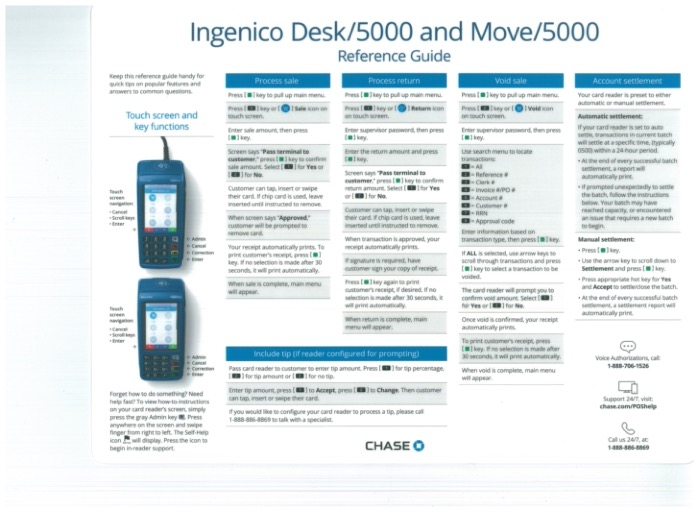 Ingenico Desk/5000 and Move/5000
Reference Guide
Keep this reference guide handy for
quick tips on popular features and
answers to common questions.
Touch screen and
key functions
Touch
screen
navigation:
• Cancel
• Scroll keys
• Enter
Admin
Cancel
Correction
Enter
Touch
screen
navigation:
• Cancel
• Scroll keys
• Enter
Admin
Cancel
Correction
Enter
Forgot how to do something? Need
help fast? To view how-to instructions
on your card reader's screen, simply
press the gray Admin key. Press
anywhere on the screen and swipe
finger from right to left. The Self-Help
icon will display. Press the icon to
begin in-reader support.
Process sale
Press [ ] key to pull up main menu.
Press [ ] key or [ ] Sale icon on
touch screen.
Enter sale amount, then press
[ ] key.
Screen says "Pass terminal to
customer," press [ ] key to confirm
sale amount. Select [ ] for Yes or
[ ] for No.
Customer can tap, insert or swipe
their card. If chip card is used, leave
inserted until instructed to remove.
When screen says "Approved,"
customer will be prompted to
remove card.
Your receipt automatically prints. To
print customer's receipt, press [ ]
key. If no selection is made after 30
seconds, it will print automatically.
When sale is complete, main menu
will appear.
Process return
Press [ ] key to pull up main menu.
Press [ ] key or [ ] Return icon
on touch screen.
Enter supervisor password, then press
[ ] key.
Enter the return amount and press
[ ] key.
Screen says "Pass terminal to
customer," press [ ] key to confirm
return amount. Select [ ] for Yes
or [ ] for No.
Customer can tap, insert or swipe
their card. If chip card is used, leave
inserted until instructed to remove.
When transaction is approved, your
receipt automatically prints.
If signature is required, have
customer sign your copy of receipt.
Press [ ] key again to print
customer's receipt, if desired. If no
selection is made after 30 seconds, it
will print automatically.
When return is complete, main
menu will appear.
Void sale
Press [ ] key to pull up main menu.
Press [ ] key or [ ] Void icon
on touch screen.
Enter supervisor password, then press
[ ] key.
Use search menu to locate
transactions:
= All
= Reference #
= Clerk #
= Invoice #/PO #
= Account #
= Customer #
= RRN
= Approval code
Enter information based on
transaction type, then press [ ] key.
If ALL is selected, use arrow keys to
scroll through transactions and press
[ ] key to select a transaction to be
voided.
The card reader will prompt you to
confirm void amount. Select [ ]
for Yes or [ ] for No.
Once void is confirmed, your receipt
automatically prints.
To print customer's receipt, press
[ ] key. If no selection is made after
30 seconds, it will print automatically.
When void is complete, main menu
will appear.
Account settlement
Your card reader is preset to either
automatic or manual settlement.
Automatic settlement:
If your card reader is set to auto
settle, transactions in current batch
will settle at a specific time, (typically
0500) within a 24-hour period.
• At the end of every successful batch
settlement, a report will
automatically print.
• If prompted unexpectedly to settle
the batch, follow the instructions
below. Your batch may have
reached capacity, or encountered
an issue that requires a new batch
to begin.
Manual settlement:
• Press [ ] key.
• Use the arrow key to scroll down to
Settlement and press [ ] key.
• Press appropriate hot key for Yes
and Accept to settle/close the batch.
• At the end of every successful batch
settlement, a settlement report will
automatically print.
Include tip (if reader configured for prompting)
Pass card reader to customer to enter tip amount. Press [ ] for tip percentage,
[ ] for tip amount or [ ] for no tip.
Enter tip amount, press [ ] to Accept, press [ ] to Change. Then customer
can tap, insert or swipe their card.
If you would like to configure your card reader to process a tip, please call
1-888-886-8869 to talk with a specialist.
CHASE
Voice Authorizations, call:
1-888-706-1526
Support 24/7, visit:
chase.com/POShelp
Call us 24/7, at:
1-888-886-8869